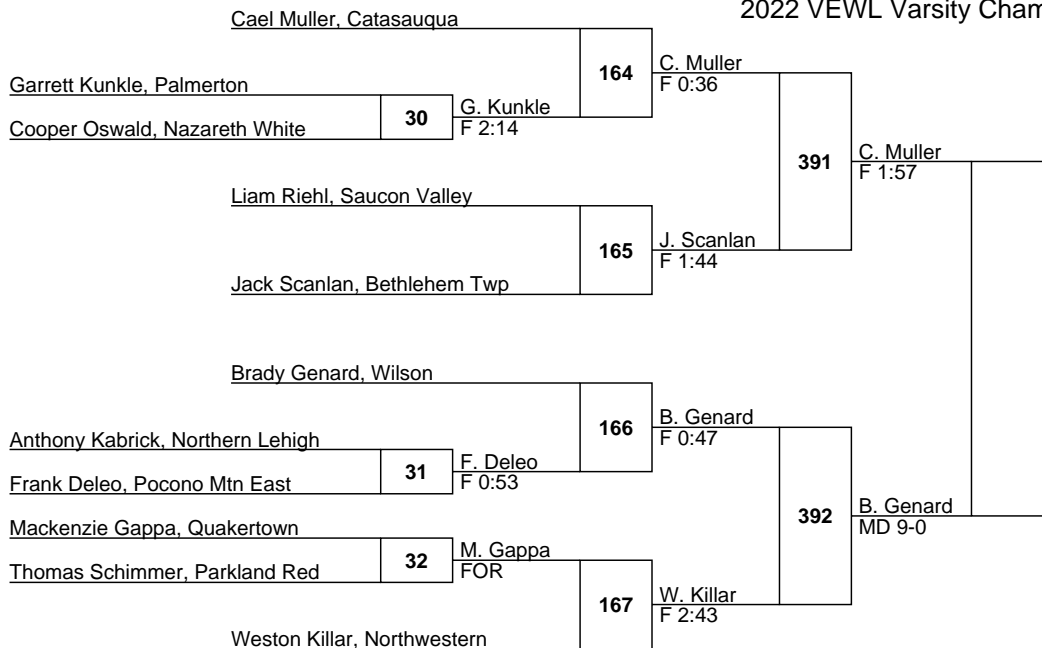 2022 VEWL Varsity Cham
Cael Muller, Catasauqua
164
C. Muller
F 0:36
Garrett Kunkle, Palmerton
30
G. Kunkle
F 2:14
Cooper Oswald, Nazareth White
391
C. Muller
F 1:57
Liam Riehl, Saucon Valley
165
J. Scanlan
F 1:44
Jack Scanlan, Bethlehem Twp
Brady Genard, Wilson
166
B. Genard
F 0:47
Anthony Kabrick, Northern Lehigh
31
F. Deleo
F 0:53
Frank Deleo, Pocono Mtn East
392
B. Genard
MD 9-0
Mackenzie Gappa, Quakertown
32
M. Gappa
FOR
Thomas Schimmer, Parkland Red
167
W. Killar
F 2:43
Weston Killar, Northwestern